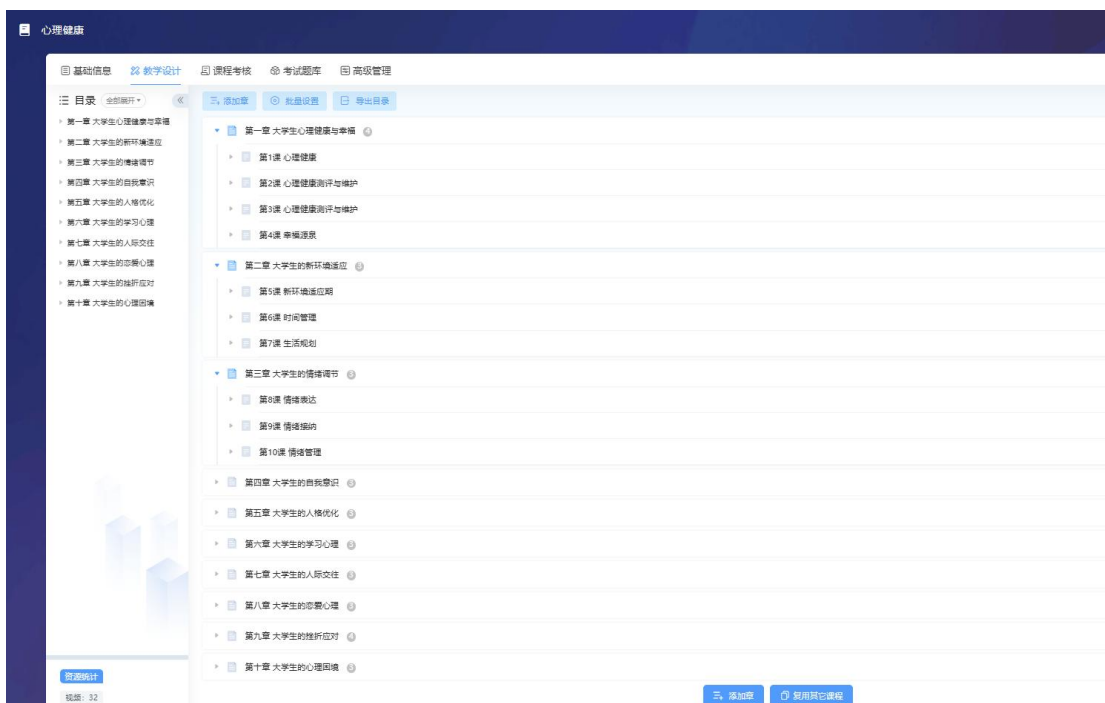 心理健康
基础信息 教学设计 课程考核 考试题库 高级管理
目录 全部展开
添加章 批量设置 导出目录
第一章 大学生心理健康与幸福
第二章 大学生的新环境适应
第三章 大学生的情绪调节
第四章 大学生的自我意识
第五章 大学生的人格优化
第六章 大学生的学习心理
第七章 大学生的人际交往
第八章 大学生的恋爱心理
第九章 大学生的挫折应对
第十章 大学生的心理困境
第一章 大学生心理健康与幸福 4
第1课 心理健康
第2课 心理健康测评与维护
第3课 心理健康测评与维护
第4课 幸福源泉
第二章 大学生的新环境适应 3
第5课 新环境适应期
第6课 时间管理
第7课 生活规划
第三章 大学生的情绪调节 3
第8课 情绪表达
第9课 情绪接纳
第10课 情绪管理
第四章 大学生的自我意识 3
第五章 大学生的人格优化 3
第六章 大学生的学习心理 3
第七章 大学生的人际交往 3
第八章 大学生的恋爱心理 3
第九章 大学生的挫折应对 4
第十章 大学生的心理困境 3
资源统计
视频: 32
添加章 复用其它课程